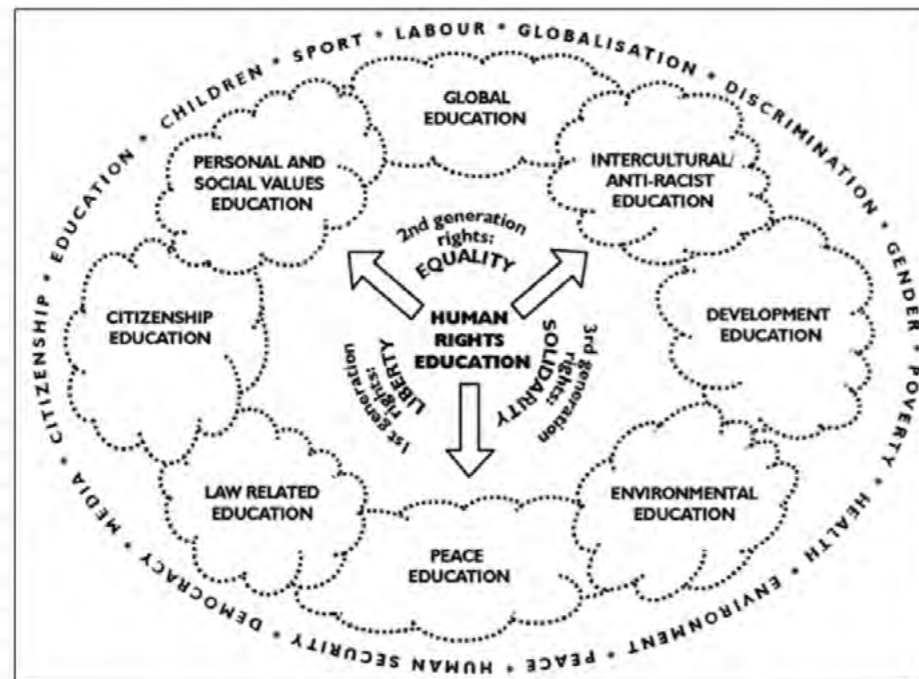 CITIZENSHIP * EDUCATION * CHILDREN * SPORT * LABOUR * GLOBALISATION * DISCRIMINATION * GENDER * POVERTY * HEALTH * ENVIRONMENT * PEACE * HUMAN SECURITY * DEMOCRACY * MEDIA *
GLOBAL
EDUCATION
PERSONAL AND
SOCIAL VALUES
EDUCATION
INTERCULTURAL/
ANTI-RACIST
EDUCATION
2nd generation
rights:
EQUALITY
CITIZENSHIP
EDUCATION
HUMAN
RIGHTS
EDUCATION
DEVELOPMENT
EDUCATION
1st generation
rights:
LIBERTY
3rd generation
rights:
SOLIDARITY
LAW RELATED
EDUCATION
ENVIRONMENTAL
EDUCATION
PEACE
EDUCATION